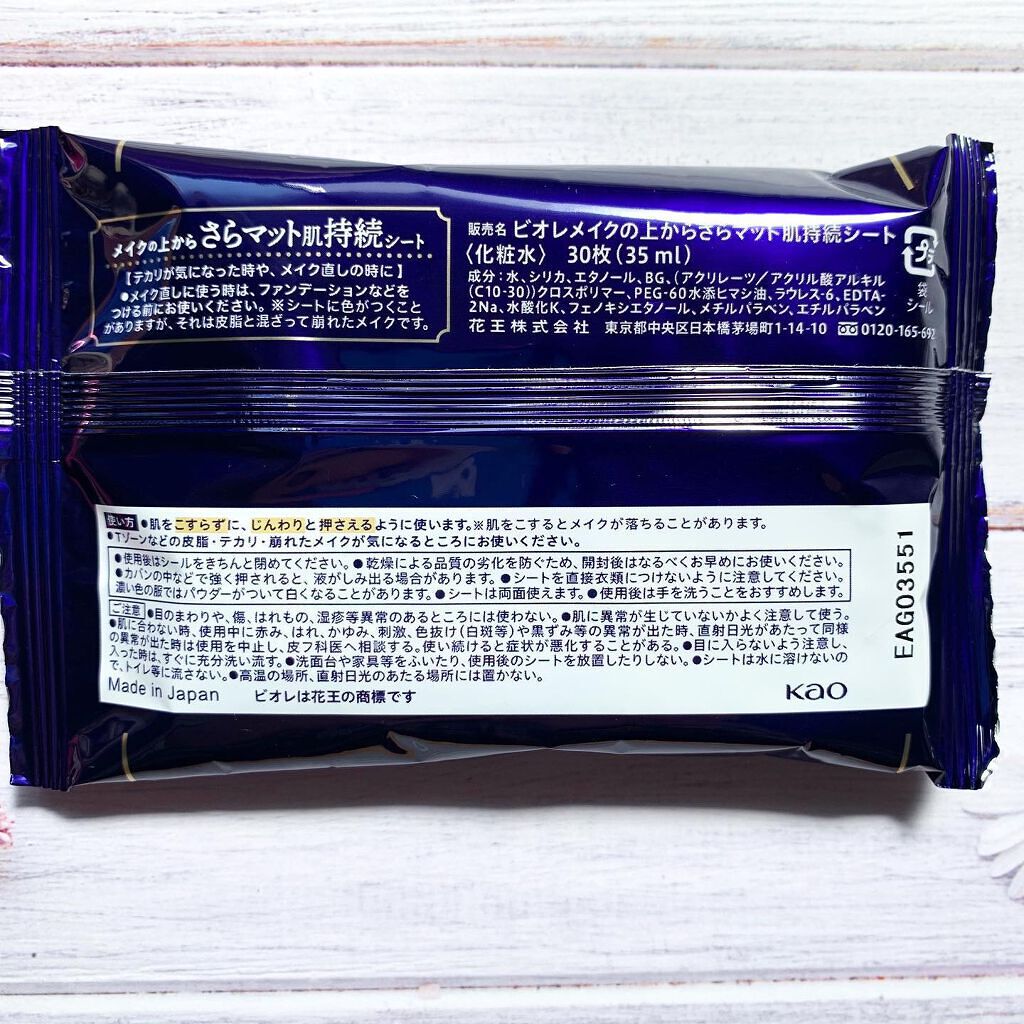 メイクの上からさらマット肌持続シート
【テカリが気になった時や、メイク直しの時に】
●メイク直しに使う時は、ファンデーションなどを
つける前にお使いください。※シートに色がつくこと
がありますが、それは皮脂と混ざって崩れたメイクです。
販売名 ビオレメイクの上からさらマット肌持続シート
〈化粧水〉 30枚(35 ml)
成分:水、シリカ、エタノール、BG、(アクリレーツ/アクリル酸アルキル
(C10-30))クロスポリマー、PEG-60水添ヒマシ油、ラウレス-6、EDTA-
2Na、水酸化K、フェノキシエタノール、メチルパラベン、エチルパラベン
花王株式会社 東京都中央区日本橋茅場町1-14-10 0120-165-692
プラ
袋
シール
使い方 ●肌をこすらずに、じんわりと押さえるように使います。※肌をこするとメイクが落ちることがあります。
●Tゾーンなどの皮脂・テカリ・崩れたメイクが気になるところにお使いください。
●使用後はシールをきちんと閉めてください。●乾燥による品質の劣化を防ぐため、開封後はなるべくお早めにお使いください。
●カバンの中などで強く押されると、液がしみ出る場合があります。●シートを直接衣類につけないように注意してください。
濃い色の服ではパウダーがついて白くなることがあります。●シートは両面使えます。●使用後は手を洗うことをおすすめします。
ご注意 ●目のまわりや、傷、はれもの、湿疹等異常のあるところには使わない。●肌に異常が生じていないかよく注意して使う。
●肌に合わない時、使用中に赤み、はれ、かゆみ、刺激、色抜け(白斑等)や黒ずみ等の異常が出た時、直射日光があたって同様
の異常が出た時は使用を中止し、皮フ科医へ相談する。使い続けると症状が悪化することがある。●目に入らないよう注意し、
入った時は、すぐに充分洗い流す。●洗面台や家具等をふいたり、使用後のシートを放置したりしない。●シートは水に溶けないの
で、トイレ等に流さない。●高温の場所、直射日光のあたる場所には置かない。
Made in Japan ビオレは花王の商標です
Kao
EAG03551